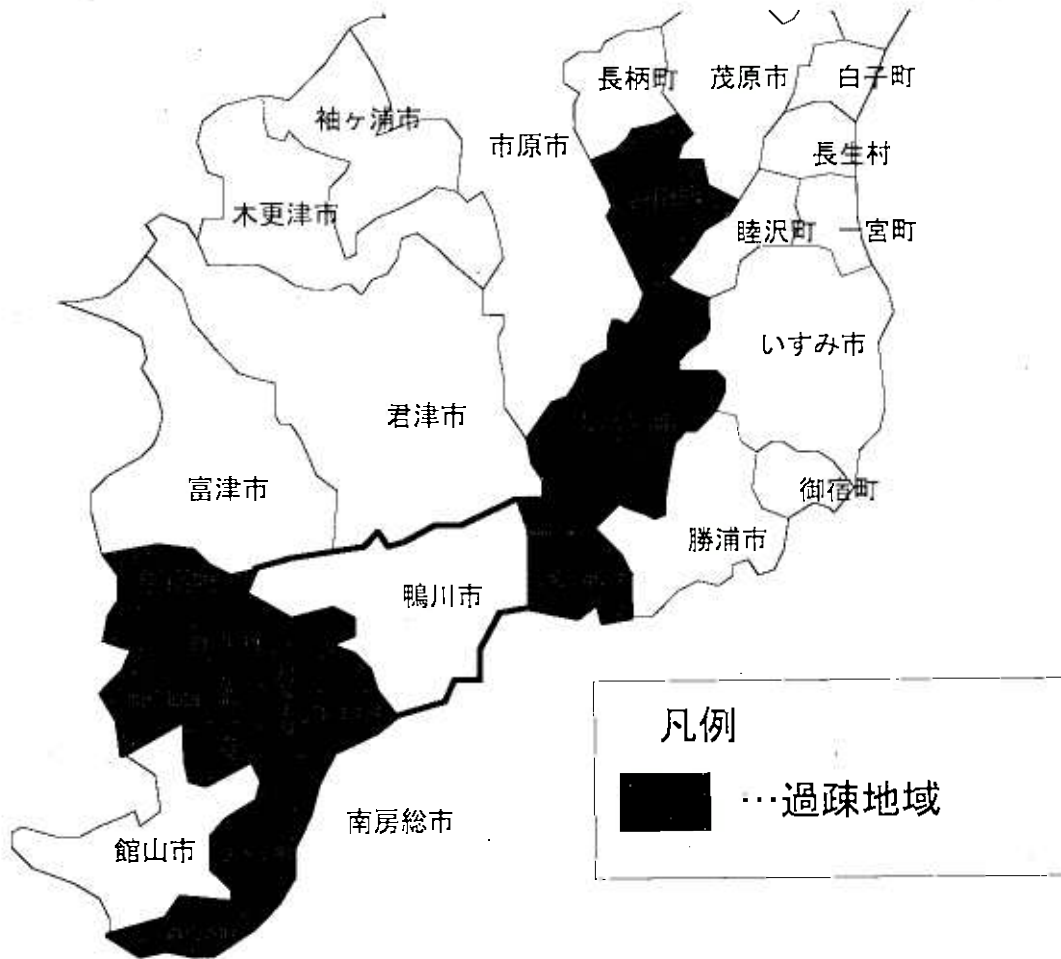 長柄町
茂原市
白子町
袖ヶ浦市
市原市
長生村
木更津市
睦沢町
一宮町
いすみ市
君津市
富津市
御宿町
勝浦市
鴨川市
凡例
…過疎地域
南房総市
館山市